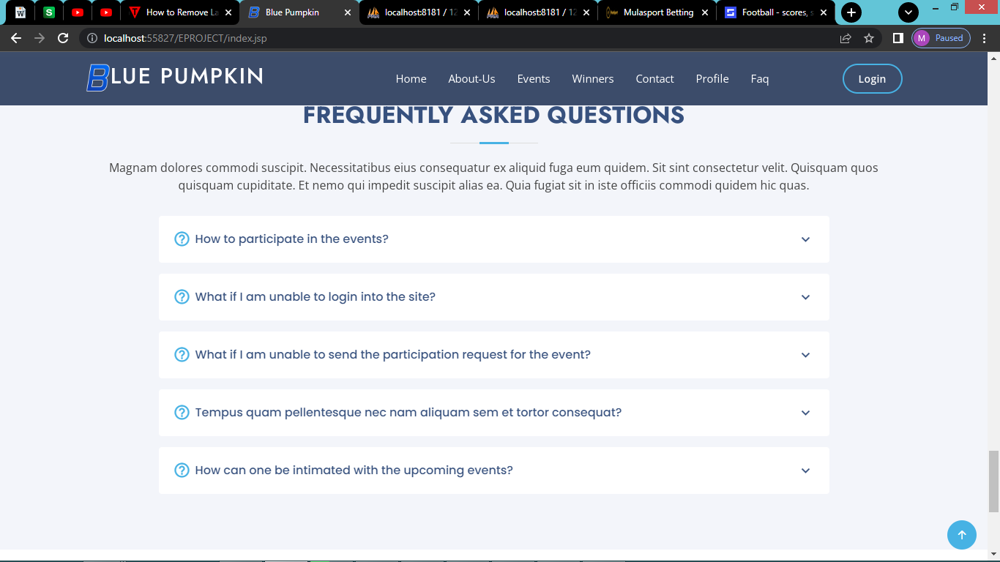 How to Remove La
Blue Pumpkin
localhost:8181 / 12
localhost:8181 / 12
Mulasport Betting
Football - scores, s
localhost:55827/EPROJECT/index.jsp
M Paused
BLUE PUMPKIN
Home About-Us Events Winners Contact Profile Faq Login
FREQUENTLY ASKED QUESTIONS
Magnam dolores commodi suscipit. Necessitatibus eius consequatur ex aliquid fuga eum quidem. Sit sint consectetur velit. Quisquam quos
quisquam cupiditate. Et nemo qui impedit suscipit alias ea. Quia fugiat sit in iste officiis commodi quidem hic quas.
How to participate in the events?
What if I am unable to login into the site?
What if I am unable to send the participation request for the event?
Tempus quam pellentesque nec nam aliquam sem et tortor consequat?
How can one be intimated with the upcoming events?